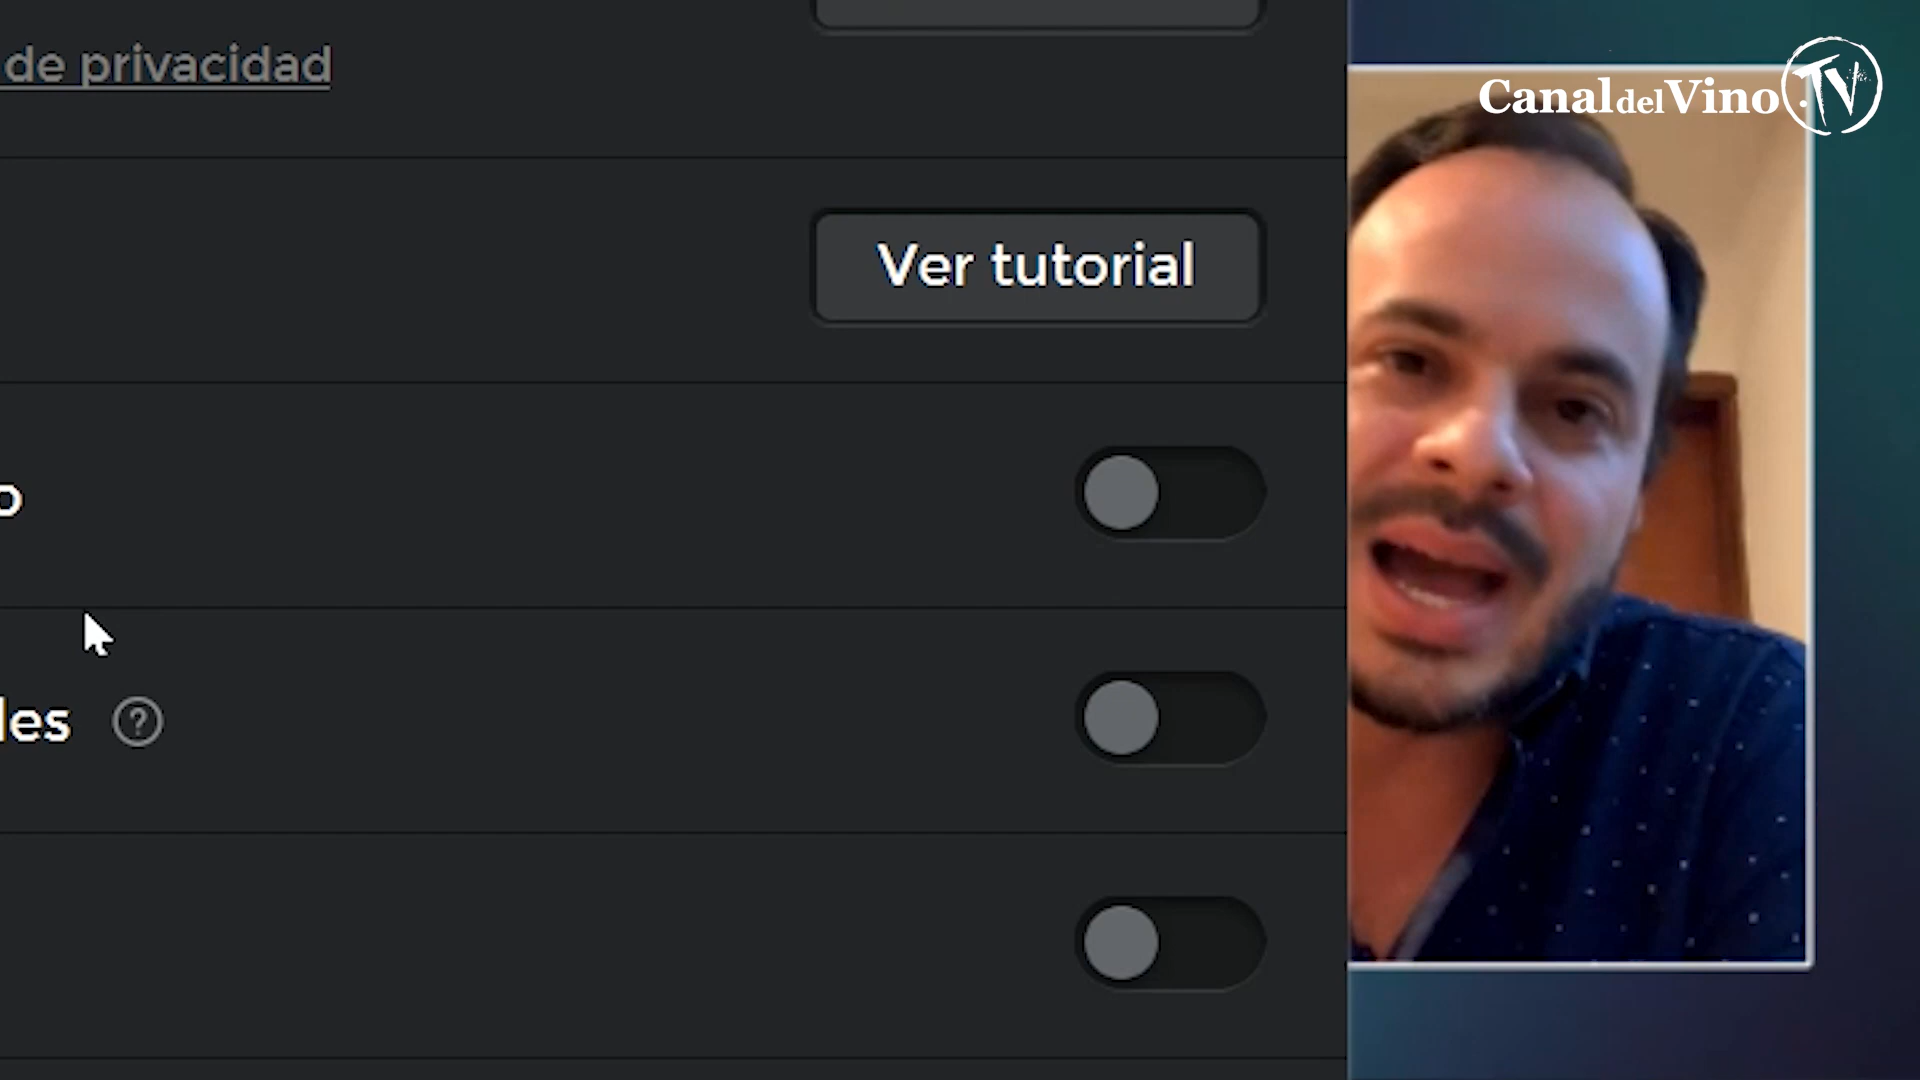 de privacidad
CanaldelVino.TV
Ver tutorial
o
les
?